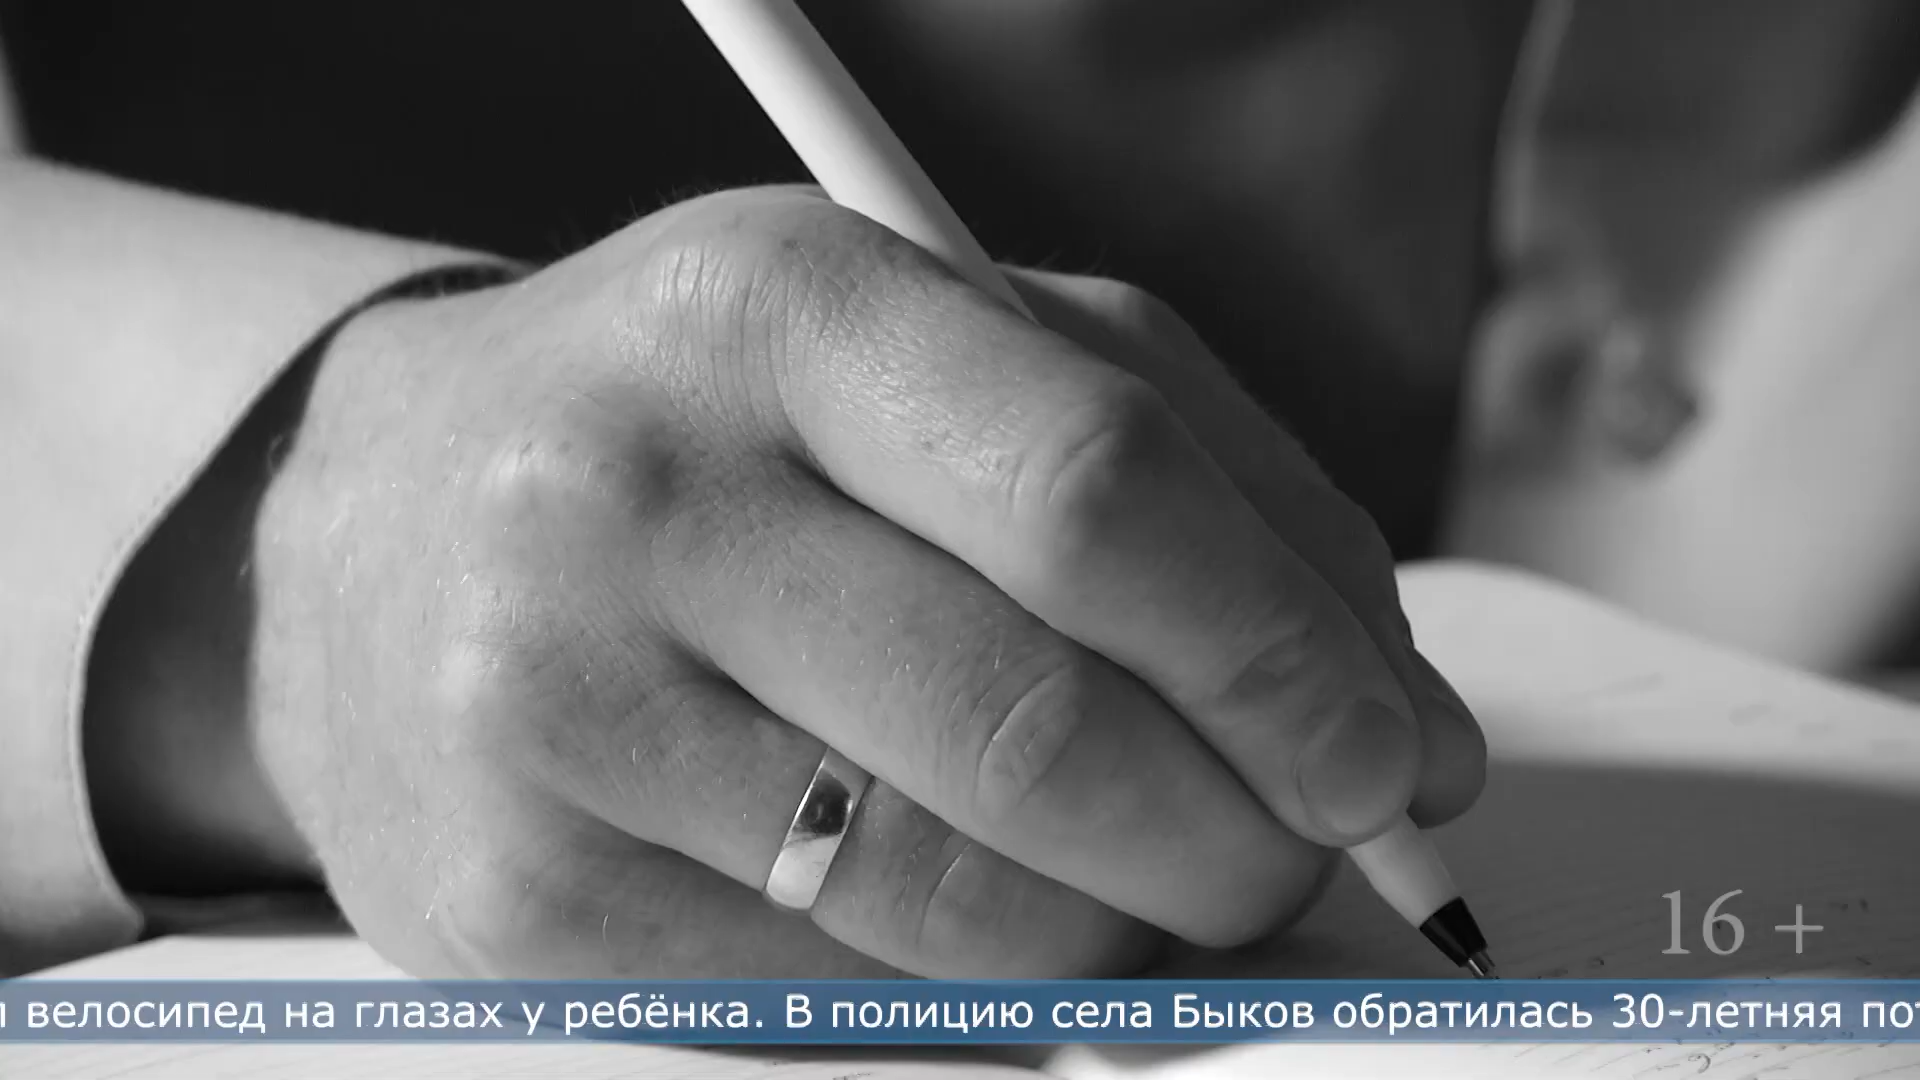 16 +
велосипед на глазах у ребёнка. В полицию села Быков обратилась 30-летняя